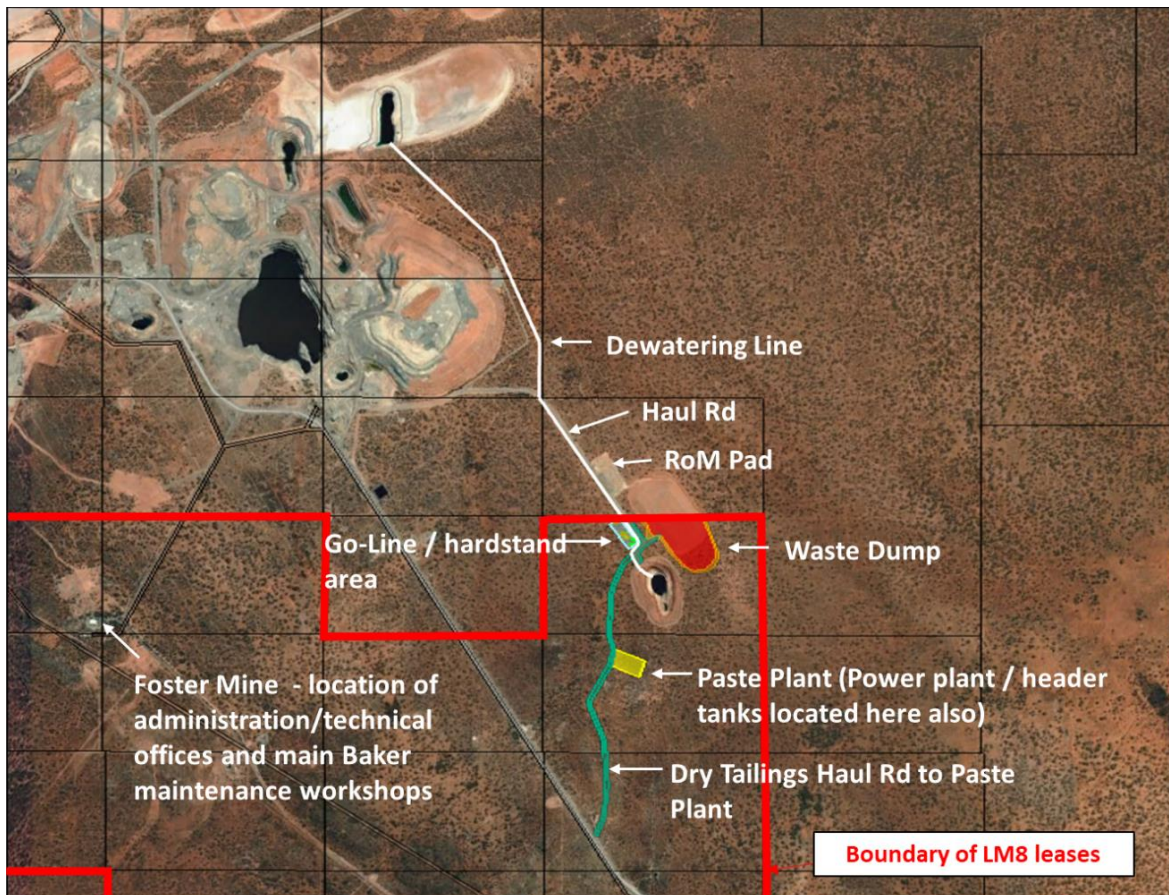 Dewatering Line
Haul Rd
RoM Pad
Go-Line / hardstand
area
Waste Dump
Foster Mine  - location of
administration/technical
offices and main Baker
maintenance workshops
Paste Plant (Power plant / header
tanks located here also)
Dry Tailings Haul Rd to Paste
Plant
Boundary of LM8 leases